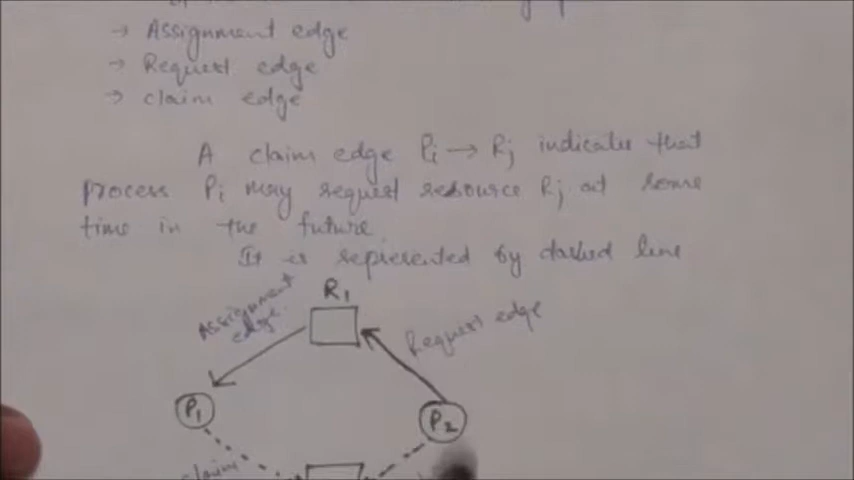 → Assignment edge
→ Request edge
→ claim edge
A claim edge Pi → Rj indicates that
process Pi may request resource Rj at some
time in the future
It is represented by dashed line
R1
Assignment edge
Request edge
P1
P2
claim